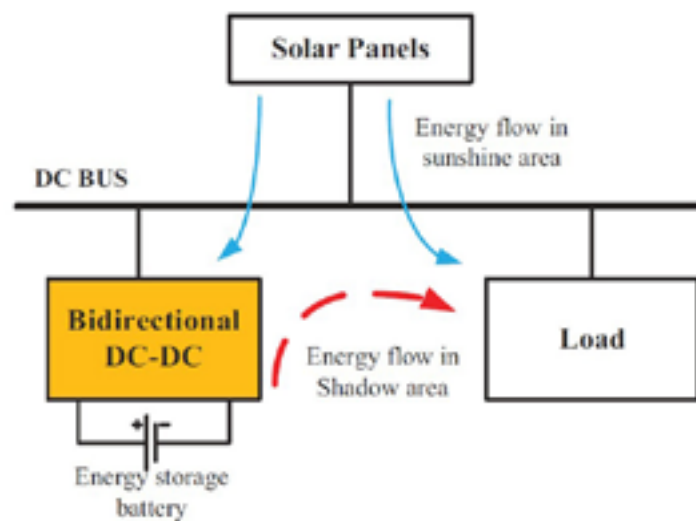 Solar Panels
Energy flow in
sunshine area
DC BUS
Bidirectional
DC-DC
Energy flow in
Shadow area
Load
+ -
Energy storage
battery